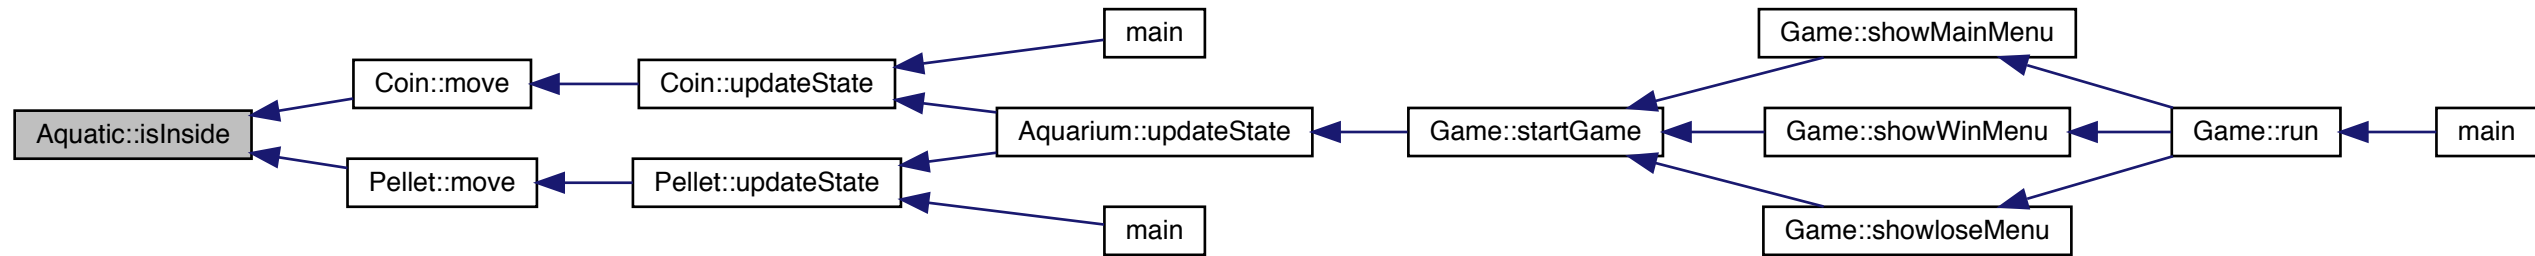 Aquatic::isInside
Coin::move
Pellet::move
Coin::updateState
Pellet::updateState
main
Aquarium::updateState
main
Game::startGame
Game::showMainMenu
Game::showWinMenu
Game::showloseMenu
Game::run
main